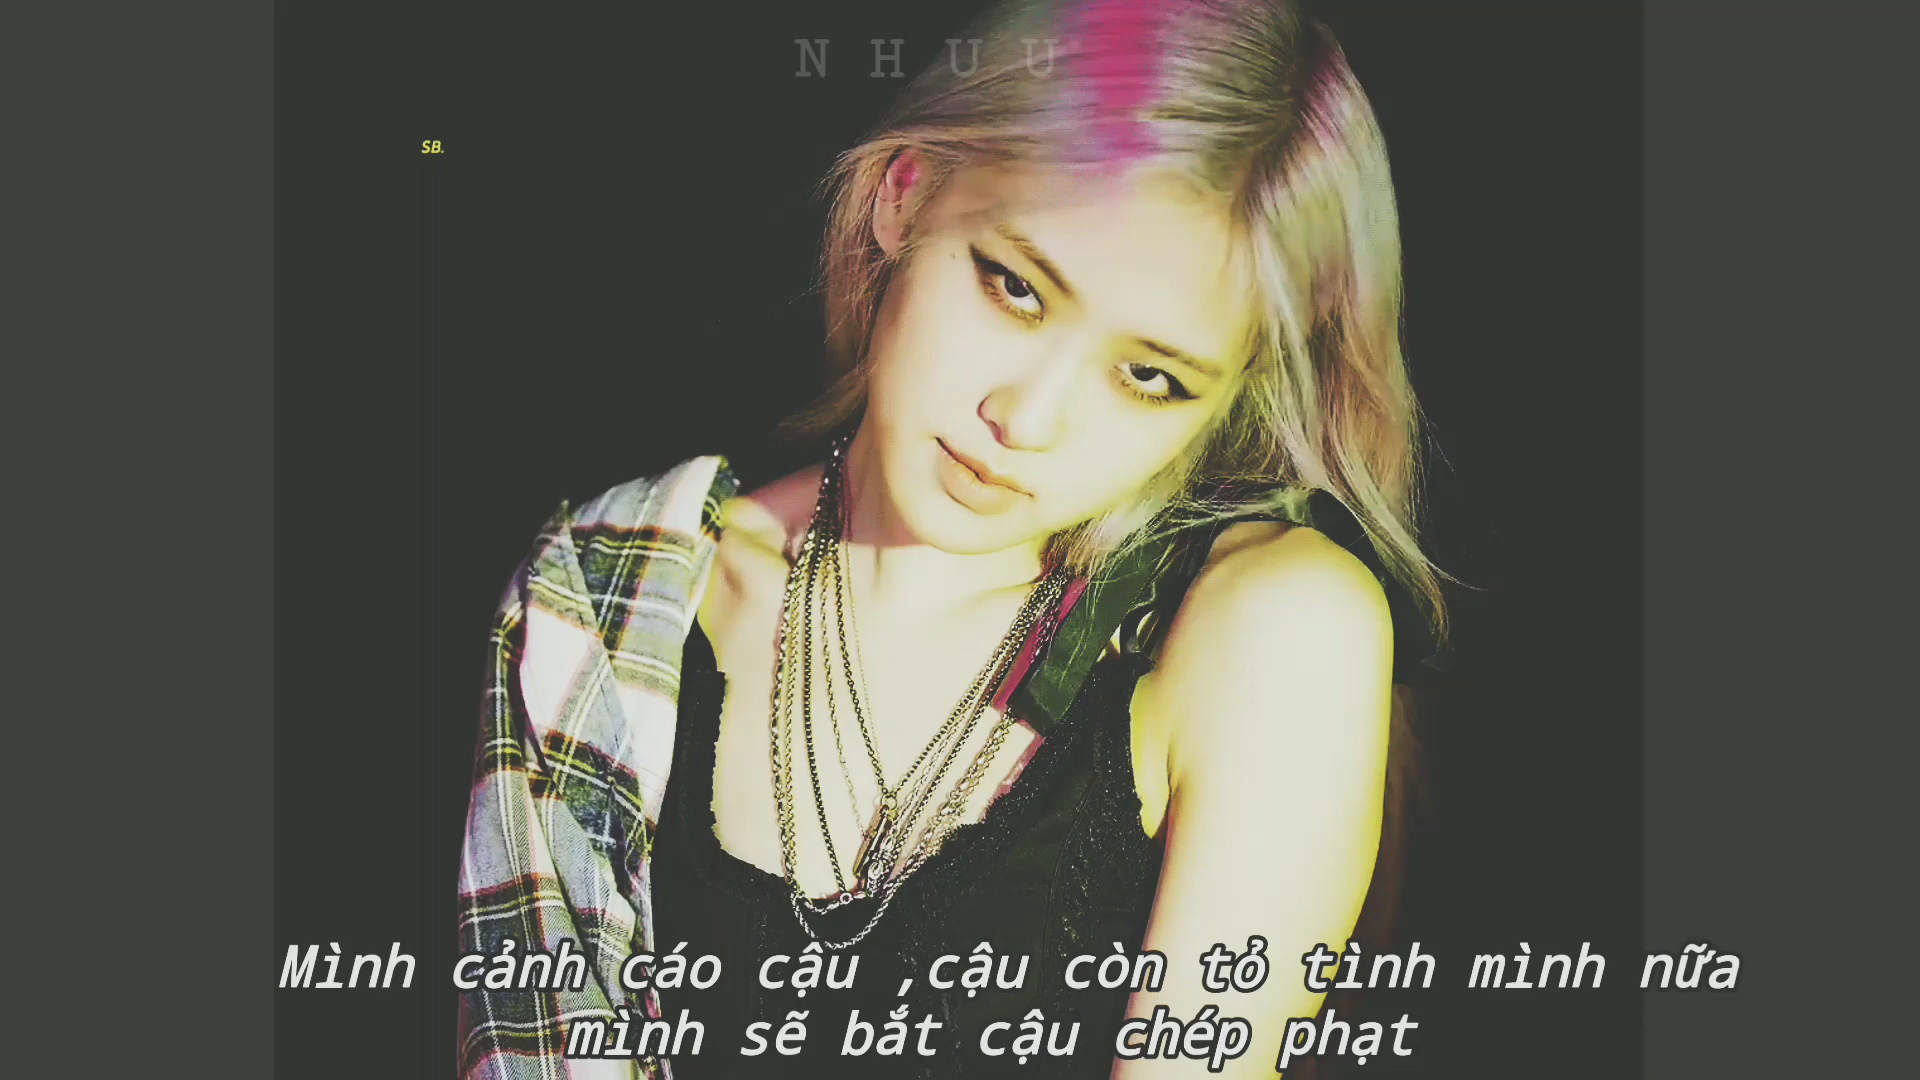 N H U U
SB.
Mình cảnh cáo cậu ,cậu còn tỏ tình mình nữa
mình sẽ bắt cậu chép phạt